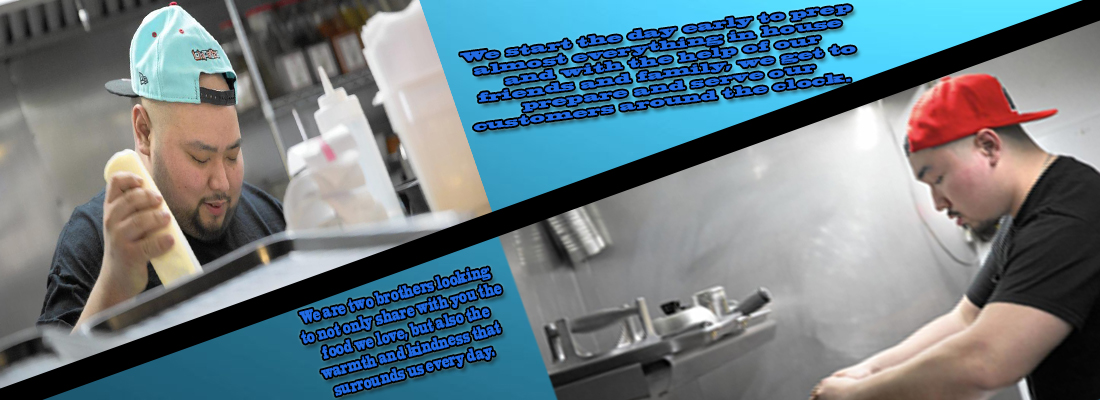 We start the day early to prep
almost everything in house
and with the help of our
friends and family, we get to
prepare and serve our
customers around the clock.
We are two brothers looking
to not only share with you the
food we love, but also the
warmth and kindness that
surrounds us every day.